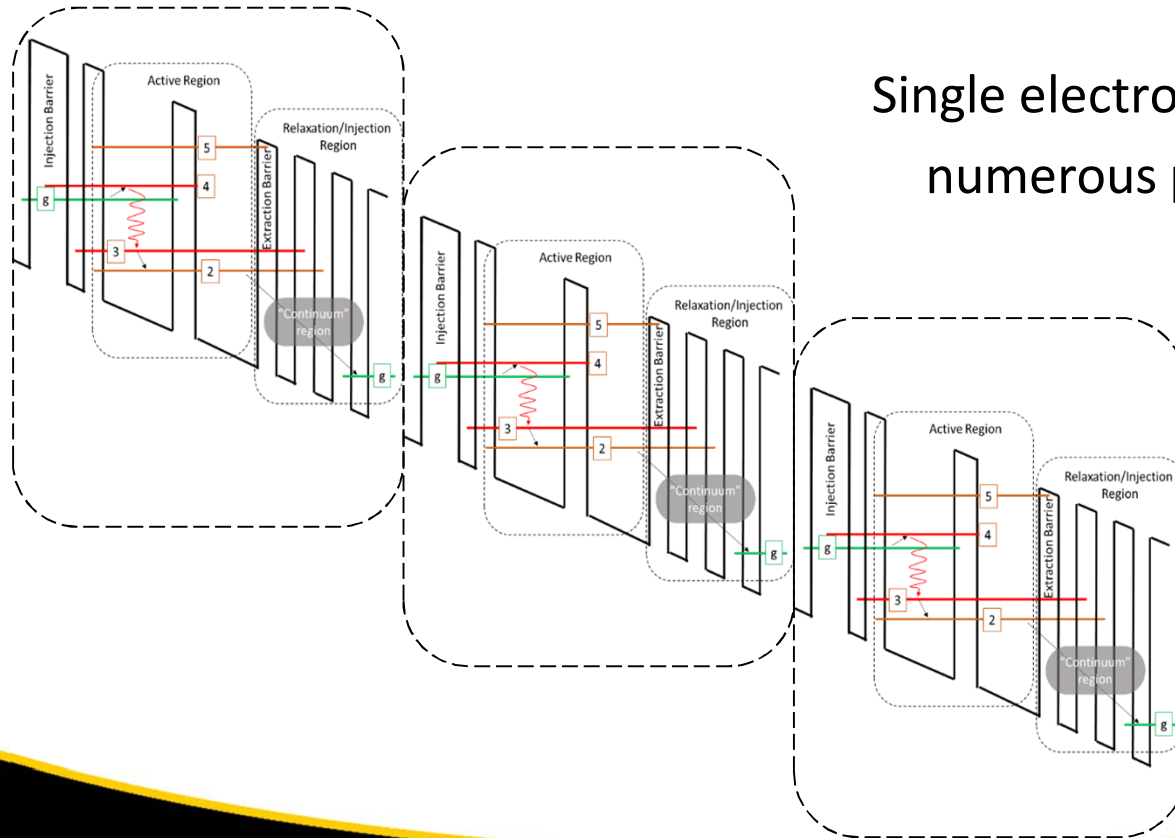 Single electro
numerous p
Injection Barrier
Active Region
Relaxation/Injection
Region
Extraction Barrier
5
4
g
3
2
"Continuum"
region
g
Injection Barrier
Active Region
Relaxation/Injection
Region
Extraction Barrier
5
4
g
3
2
"Continuum"
region
g
Injection Barrier
Active Region
Relaxation/Injection
Region
Extraction Barrier
5
4
g
3
2
"Continuum"
region
g